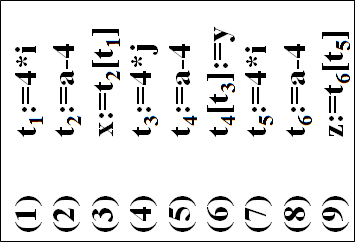 (1) t₁:=4*i
(2) t₂:=a-4
(3) x:=t₂[t₁]
(4) t₃:=4*j
(5) t₄:=a-4
(6) t₄[t₃]:=y
(7) t₅:=4*i
(8) t₆:=a-4
(9) z:=t₆[t₅]